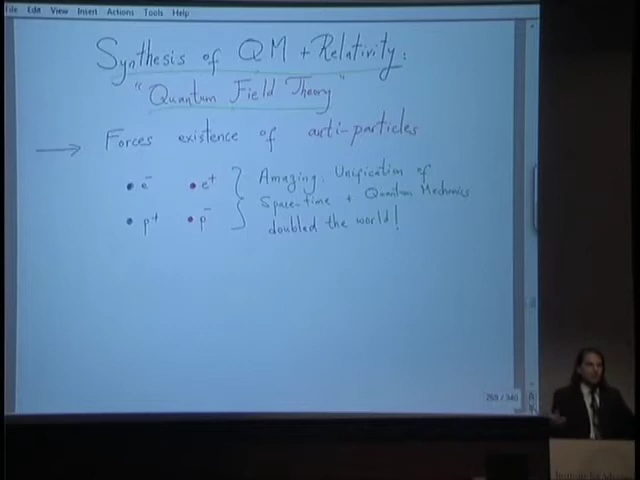 File Edit View Insert Actions Tools Help
Synthesis of QM + Relativity:
"Quantum Field Theory"
→ Forces existence of anti-particles
• e⁻ • e⁺ } Amazing. Unification of
Space-time + Quantum Mechanics
• p⁺ • p⁻ } doubled the world!